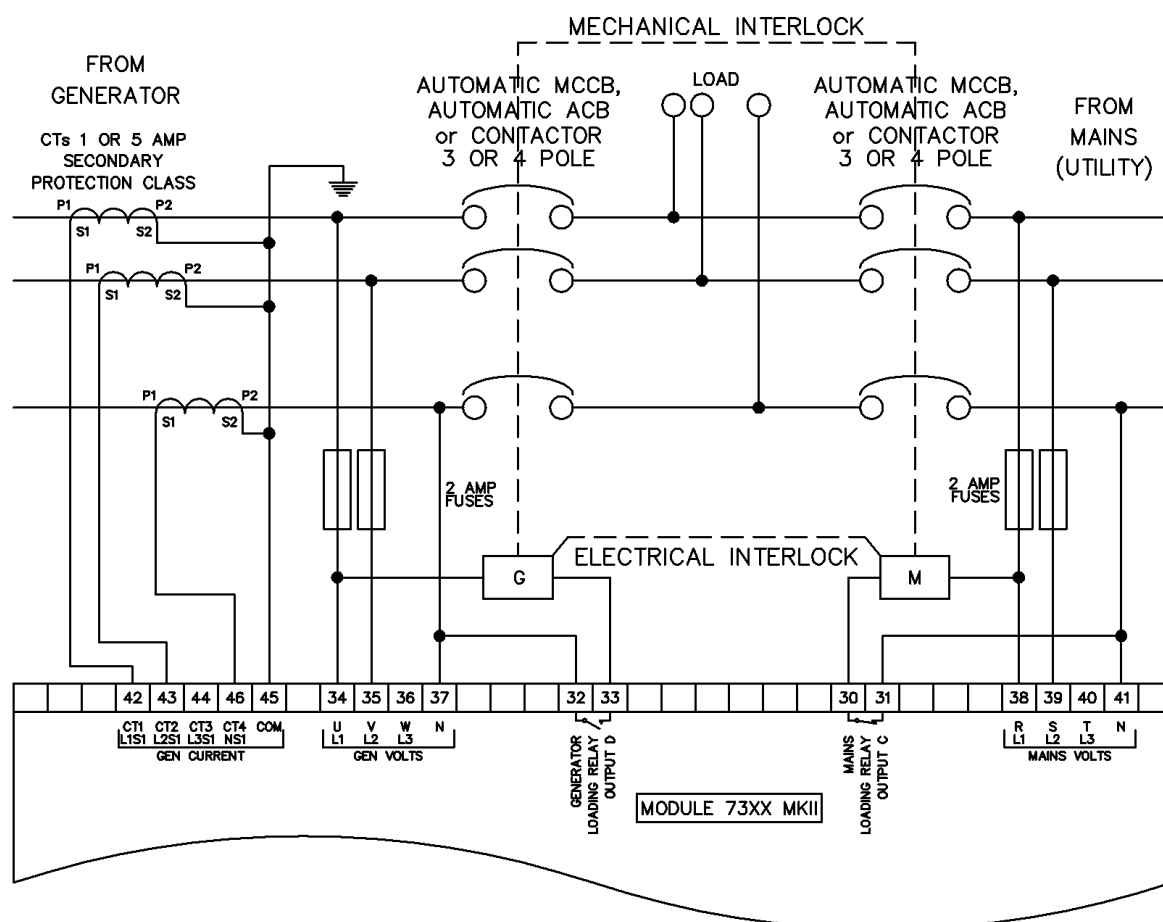 MECHANICAL INTERLOCK
FROM
GENERATOR
CTs 1 OR 5 AMP
SECONDARY
PROTECTION CLASS
AUTOMATIC MCCB,
AUTOMATIC ACB
or CONTACTOR
3 OR 4 POLE
LOAD
AUTOMATIC MCCB,
AUTOMATIC ACB
or CONTACTOR
3 OR 4 POLE
FROM
MAINS
(UTILITY)
P1 P2
S1 S2
P1 P2
S1 S2
P1 P2
S1 S2
2 AMP
FUSES
2 AMP
FUSES
ELECTRICAL INTERLOCK
G
M
42 43 44 46 45 34 35 36 37 32 33 30 31 38 39 40 41
CT1 CT2 CT3 CT4 COM
L1S1 L2S1 L3S1 NS1
GEN CURRENT
U V W N
L1 L2 L3
GEN VOLTS
GENERATOR
LOADING RELAY
OUTPUT D
MAINS
LOADING RELAY
OUTPUT C
R S T N
L1 L2 L3
MAINS VOLTS
MODULE 73XX MKII